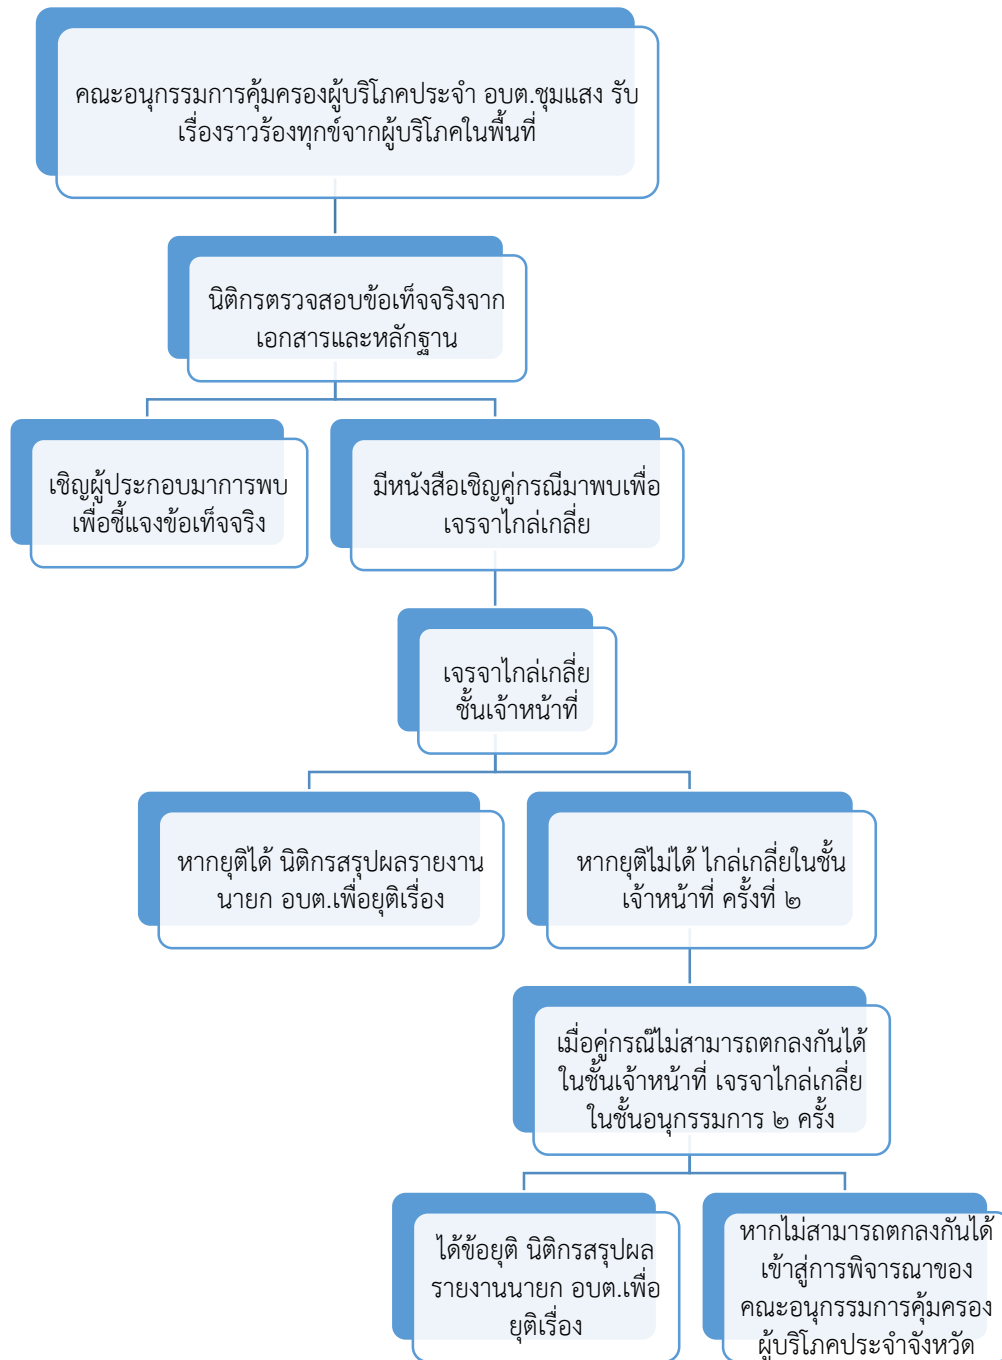 คณะอนุกรรมการคุ้มครองผู้บริโภคประจำ อบต.ชุมแสง รับ
เรื่องราวร้องทุกข์จากผู้บริโภคในพื้นที่
นิติกรตรวจสอบข้อเท็จจริงจาก
เอกสารและหลักฐาน
เชิญผู้ประกอบมาการพบ
เพื่อชี้แจงข้อเท็จจริง
มีหนังสือเชิญคู่กรณีมาพบเพื่อ
เจรจาไกล่เกลี่ย
เจรจาไกล่เกลี่ย
ชั้นเจ้าหน้าที่
หากยุติได้ นิติกรสรุปผลรายงาน
นายก อบต.เพื่อยุติเรื่อง
หากยุติไม่ได้ ไกล่เกลี่ยในชั้น
เจ้าหน้าที่ ครั้งที่ ๒
เมื่อคู่กรณีไม่สามารถตกลงกันได้
ในชั้นเจ้าหน้าที่ เจรจาไกล่เกลี่ย
ในชั้นอนุกรรมการ ๒ ครั้ง
ได้ข้อยุติ นิติกรสรุปผล
รายงานนายก อบต.เพื่อ
ยุติเรื่อง
หากไม่สามารถตกลงกันได้
เข้าสู่การพิจารณาของ
คณะอนุกรรมการคุ้มครอง
ผู้บริโภคประจำจังหวัด